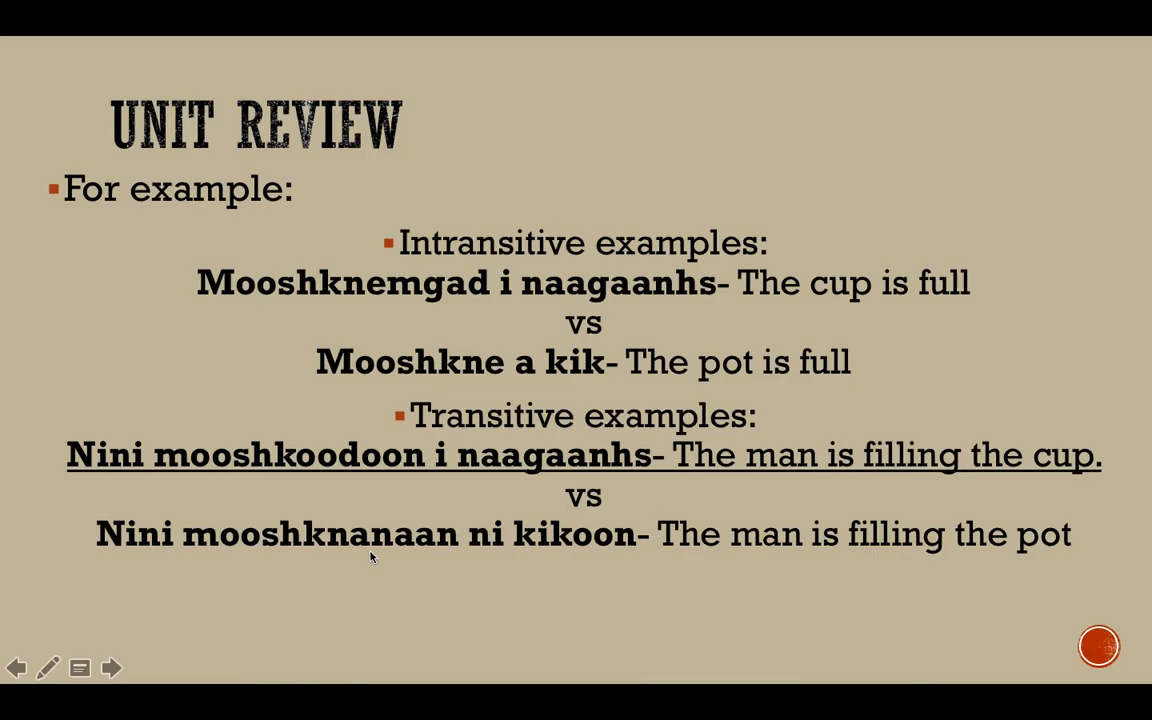 UNIT REVIEW
▪For example:
▪Intransitive examples:
Mooshknemgad i naagaanhs- The cup is full
vs
Mooshkne a kik- The pot is full
▪Transitive examples:
Nini mooshkoodoon i naagaanhs- The man is filling the cup.
vs
Nini mooshknanaan ni kikoon- The man is filling the pot